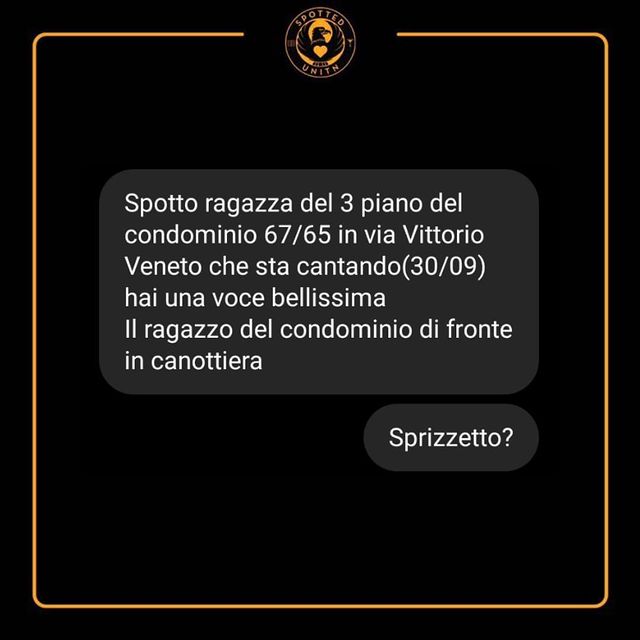 SPOTTED
UNITN
Spotto ragazza del 3 piano del
condominio 67/65 in via Vittorio
Veneto che sta cantando(30/09)
hai una voce bellissima
Il ragazzo del condominio di fronte
in canottiera
Sprizzetto?